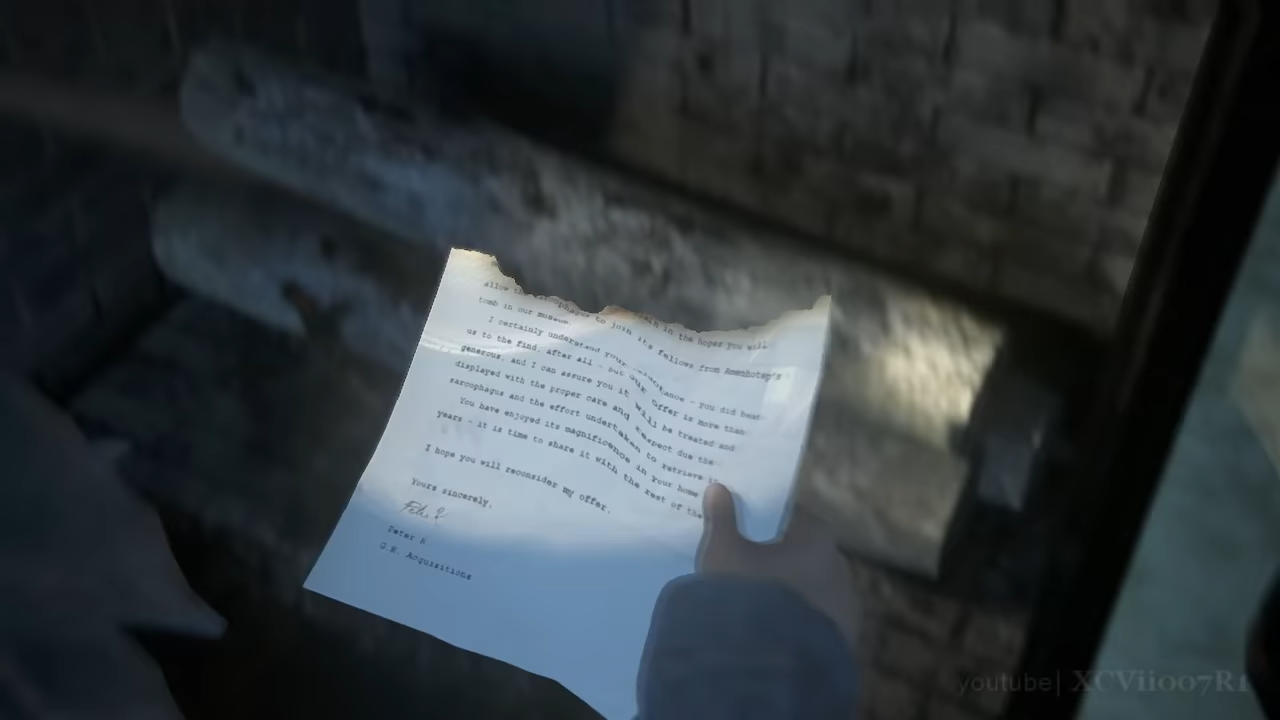 allow the sarcophagus to join its fellows from Amenhotep's
tomb in our museum.
I certainly understand your reluctance - you did beat
us to the find, after all - but our offer is more than
generous, and I can assure you it will be treated and
displayed with the proper care and respect due the
sarcophagus and the effort undertaken to retrieve it.
You have enjoyed its magnificence in your home
years - it is time to share it with the rest of the
I hope you will reconsider my offer.
Yours sincerely,
Peter R
Acquisitions
youtube| XCVii007R1